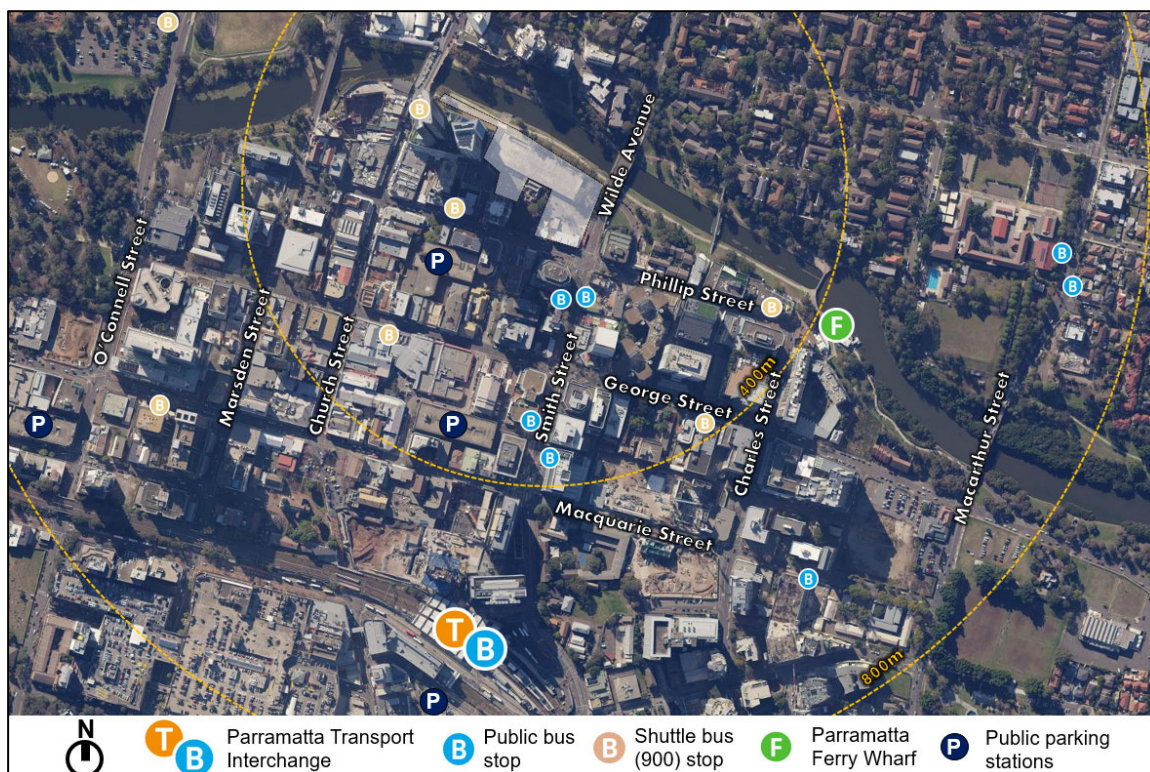 B
B
Wilde Avenue
B
O'Connell Street
P
B
B
Phillip Street
B
B
B
F
Marsden Street
Church Street
B
Smith Street
400m
George Street
Charles Street
Macarthur Street
B
P
P
B
B
B
Macquarie Street
B
T
B
800m
P
N
T
B
Parramatta Transport
Interchange
B
Public bus
stop
B
Shuttle bus
(900) stop
F
Parramatta
Ferry Wharf
P
Public parking
stations